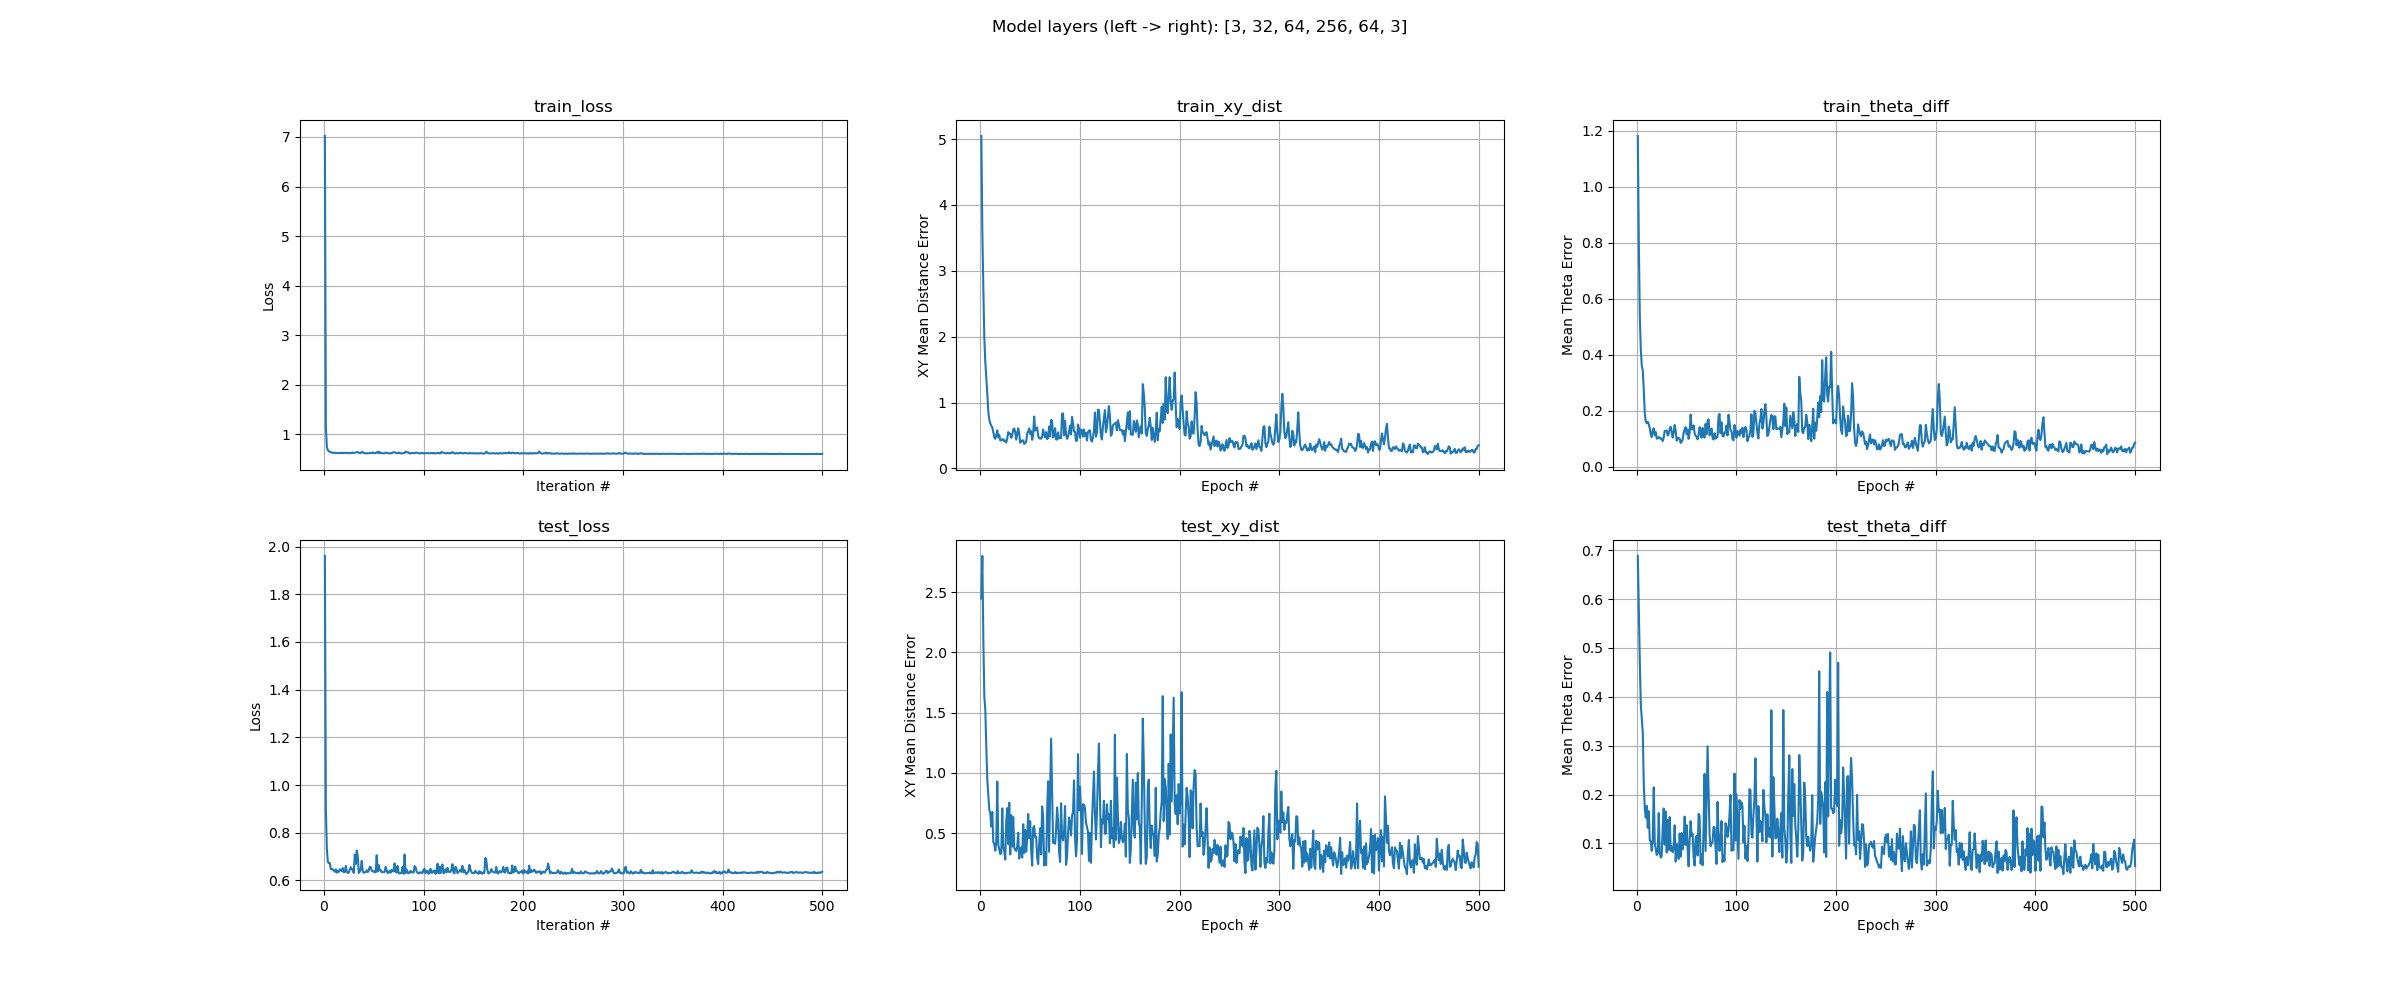 Model layers (left -> right): [3, 32, 64, 256, 64, 3]
train_loss
7
6
5
4
3
2
1
Loss
Iteration #
train_xy_dist
5
4
3
2
1
0
XY Mean Distance Error
Epoch #
train_theta_diff
1.2
1.0
0.8
0.6
0.4
0.2
0.0
Mean Theta Error
Epoch #
test_loss
2.0
1.8
1.6
1.4
1.2
1.0
0.8
0.6
Loss
0 100 200 300 400 500
Iteration #
test_xy_dist
2.5
2.0
1.5
1.0
0.5
XY Mean Distance Error
0 100 200 300 400 500
Epoch #
test_theta_diff
0.7
0.6
0.5
0.4
0.3
0.2
0.1
Mean Theta Error
0 100 200 300 400 500
Epoch #